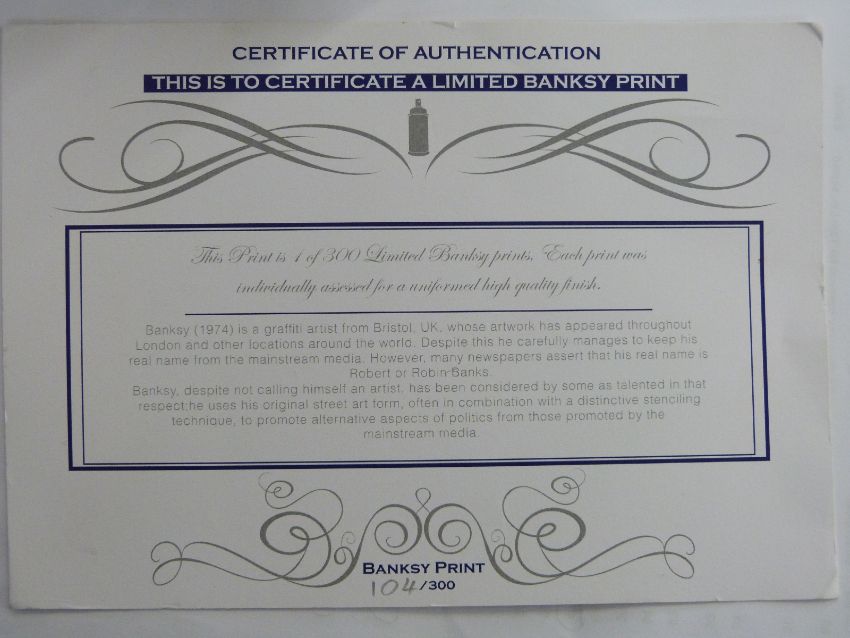 CERTIFICATE OF AUTHENTICATION
THIS IS TO CERTIFICATE A LIMITED BANKSY PRINT
This Print is 1 of 300 Limited Banksy prints, Each print was
individually assessed for a uniformed high quality finish.
Banksy (1974) is a graffiti artist from Bristol, UK, whose artwork has appeared throughout
London and other locations around the world. Despite this he carefully manages to keep his
real name from the mainstream media. However, many newspapers assert that his real name is
Robert or Robin Banks.
Banksy, despite not calling himself an artist, has been considered by some as talented in that
respect;he uses his original street art form, often in combination with a distinctive stenciling
technique, to promote alternative aspects of politics from those promoted by the
mainstream media.
BANKSY PRINT
104/300